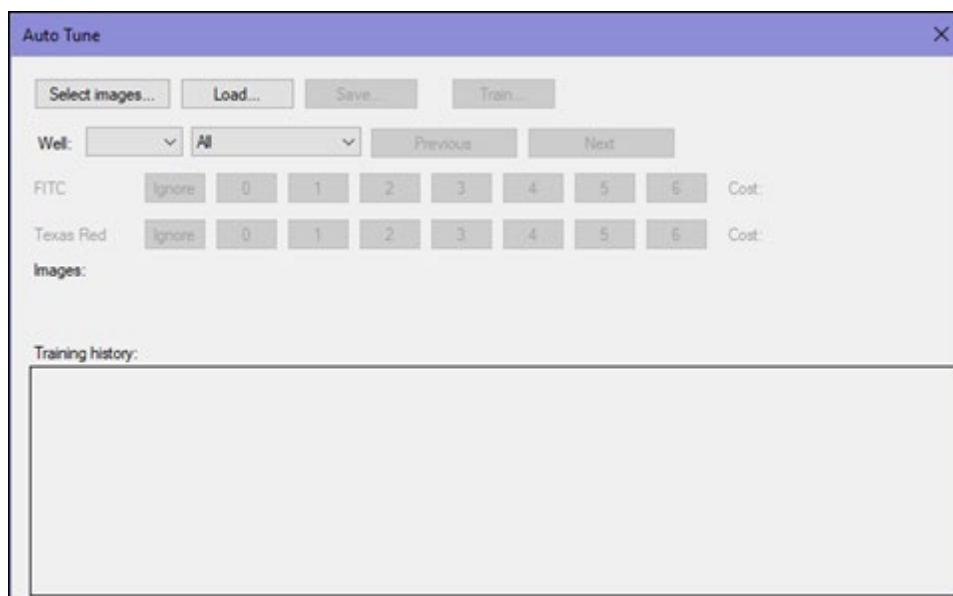 Auto Tune
Select images... Load... Save... Train...
Well: All Previous Next
FITC Ignore 0 1 2 3 4 5 6 Cost:
Texas Red Ignore 0 1 2 3 4 5 6 Cost:
Images:
Training history: